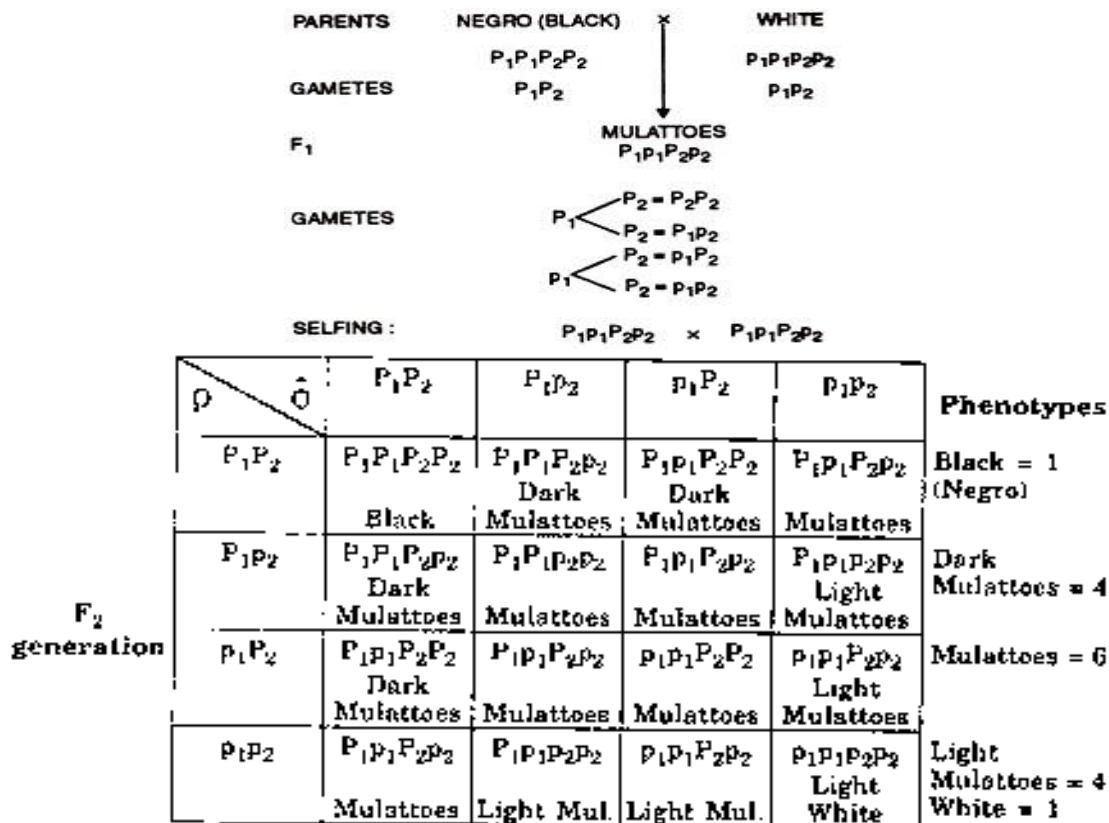 PARENTS NEGRO (BLACK) × WHITE
P₁P₁P₂P₂ p₁p₁p₂p₂
GAMETES P₁P₂ p₁p₂
F₁ MULATTOES
P₁p₁P₂p₂
GAMETES P₁ P₂ = P₂P₂
P₂ = P₁p₂
p₁ P₂ = p₁P₂
P₂ = p₁p₂
SELFING : P₁p₁P₂p₂ × P₁p₁P₂p₂
P₁P₂ P₁p₂ p₁P₂ p₁p₂ Phenotypes
P₁P₂ P₁P₁P₂P₂ P₁P₁P₂p₂ P₁p₁P₂P₂ P₁p₁P₂p₂ Black = 1
Dark Dark (Negro)
Black Mulattoes Mulattoes Mulattoes
P₁p₂ P₁P₁P₂p₂ P₁P₁p₂p₂ P₁p₁P₂p₂ P₁p₁p₂p₂ Dark
Dark Light Mulattoes = 4
F₂ Mulattoes Mulattoes Mulattoes Mulattoes
generation p₁P₂ P₁p₁P₂P₂ P₁p₁P₂p₂ p₁p₁P₂P₂ p₁p₁P₂p₂ Mulattoes = 6
Dark Light
Mulattoes Mulattoes Mulattoes Mulattoes
p₁p₂ P₁p₁P₂p₂ P₁p₁p₂p₂ p₁p₁P₂p₂ p₁p₁p₂p₂ Light
Light Mulattoes = 4
Mulattoes Light Mul. Light Mul. White White = 1